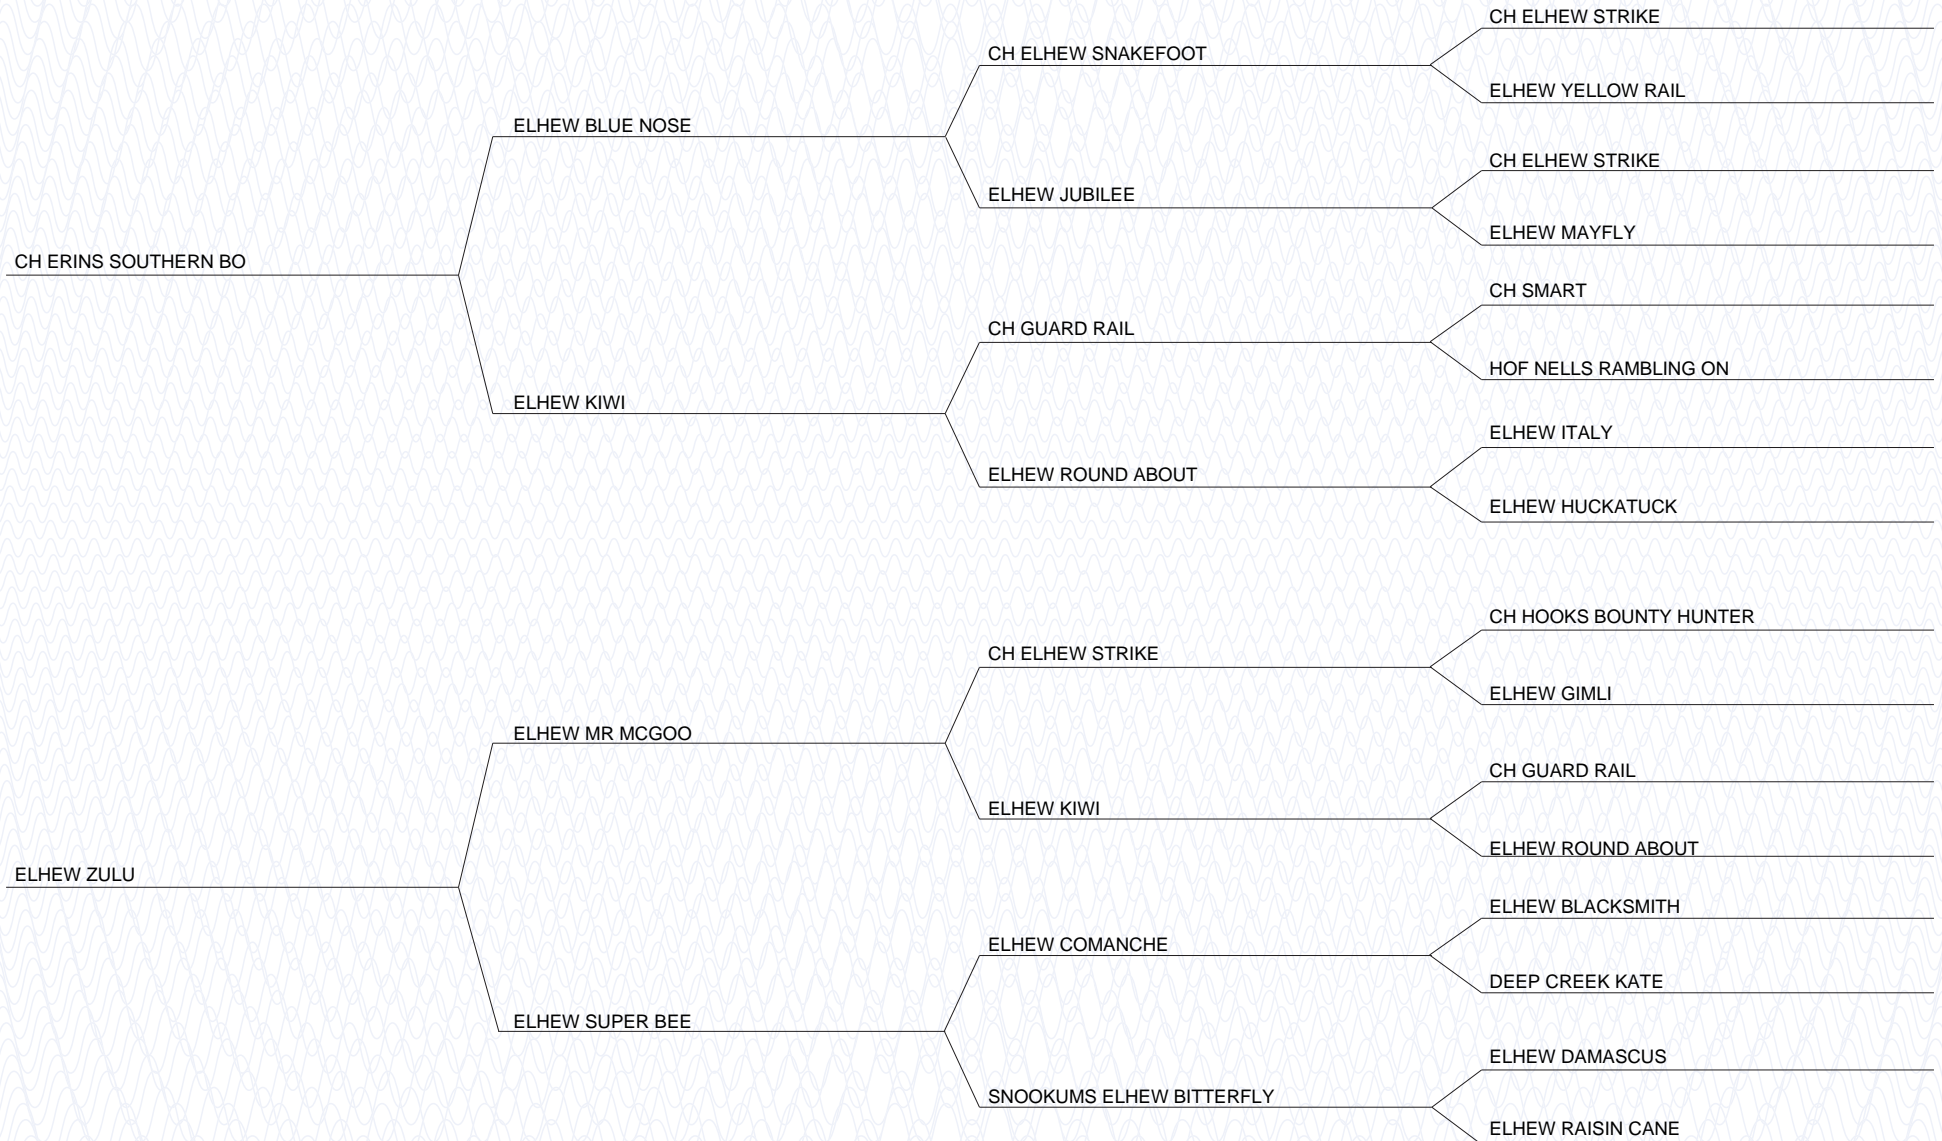 CH ELHEW STRIKE
CH ELHEW SNAKEFOOT
ELHEW YELLOW RAIL
ELHEW BLUE NOSE
CH ELHEW STRIKE
ELHEW JUBILEE
ELHEW MAYFLY
CH ERINS SOUTHERN BO
CH SMART
CH GUARD RAIL
HOF NELLS RAMBLING ON
ELHEW KIWI
ELHEW ITALY
ELHEW ROUND ABOUT
ELHEW HUCKATUCK
CH HOOKS BOUNTY HUNTER
CH ELHEW STRIKE
ELHEW GIMLI
ELHEW MR MCGOO
CH GUARD RAIL
ELHEW KIWI
ELHEW ROUND ABOUT
ELHEW ZULU
ELHEW BLACKSMITH
ELHEW COMANCHE
DEEP CREEK KATE
ELHEW SUPER BEE
ELHEW DAMASCUS
SNOOKUMS ELHEW BITTERFLY
ELHEW RAISIN CANE